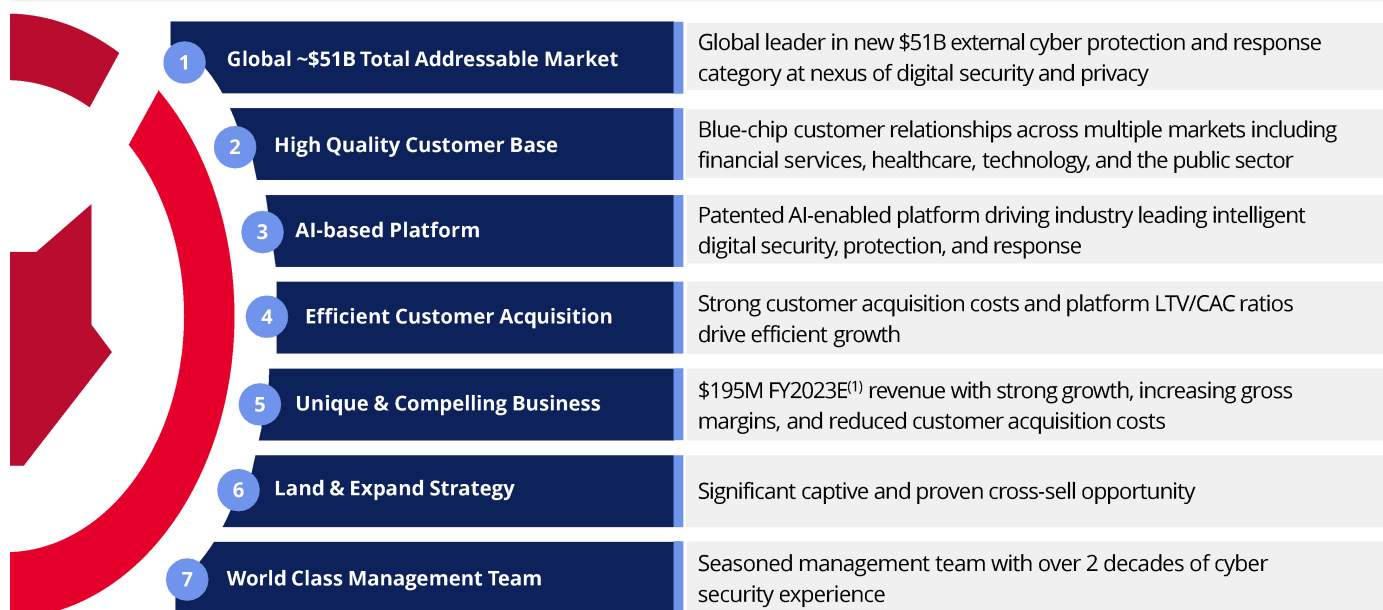 1
Global ~$51B Total Addressable Market
Global leader in new $51B external cyber protection and response
category at nexus of digital security and privacy
2
High Quality Customer Base
Blue-chip customer relationships across multiple markets including
financial services, healthcare, technology, and the public sector
3
AI-based Platform
Patented AI-enabled platform driving industry leading intelligent
digital security, protection, and response
4
Efficient Customer Acquisition
Strong customer acquisition costs and platform LTV/CAC ratios
drive efficient growth
5
Unique & Compelling Business
$195M FY2023E(1) revenue with strong growth, increasing gross
margins, and reduced customer acquisition costs
6
Land & Expand Strategy
Significant captive and proven cross-sell opportunity
7
World Class Management Team
Seasoned management team with over 2 decades of cyber
security experience